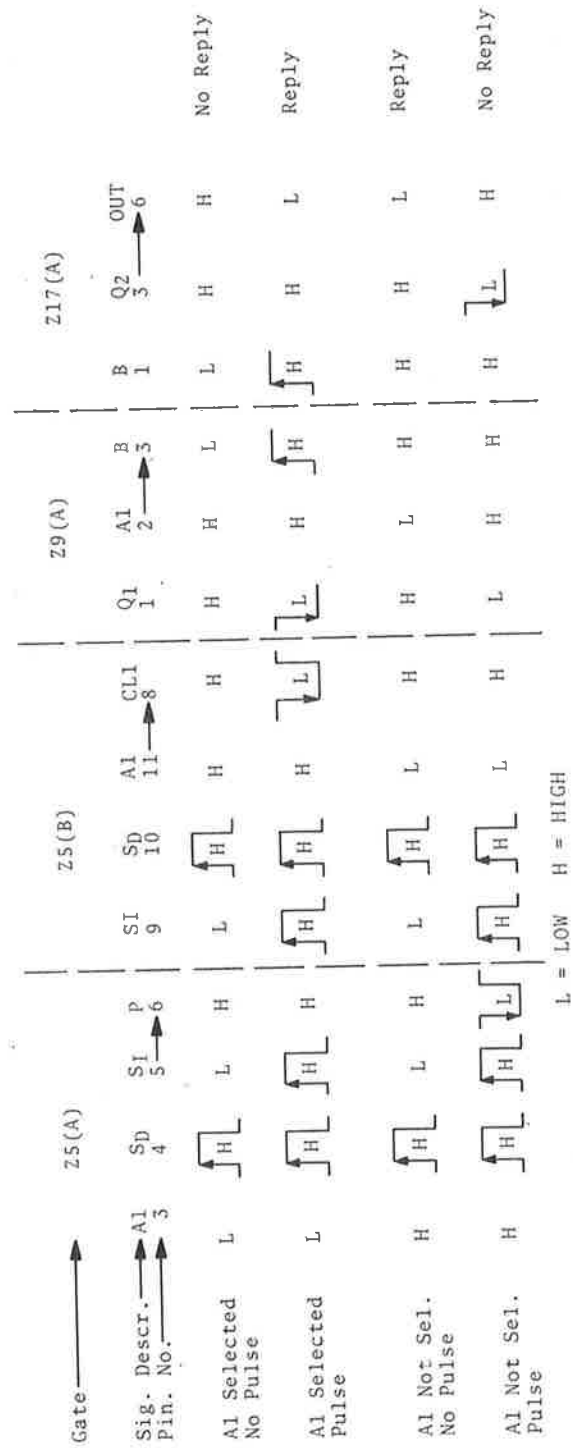 Gate Z5(A) Z5(B) Z9(A) Z17(A)
Sig. Descr. A1 SD SI P SI SD A1 CL1 Q1 A1 B B Q2 OUT
Pin. No. 3 4 5 6 9 10 11 8 1 2 3 1 3 6
A1 Selected L H L H L H H H H H L L H H No Reply
No Pulse
A1 Selected L H H H H H H L L H H H H L Reply
Pulse
A1 Not Sel. H H L H L H L H H L H H H L Reply
No Pulse
A1 Not Sel. H H H L H H L H L H H H L H No Reply
Pulse
L = LOW H = HIGH